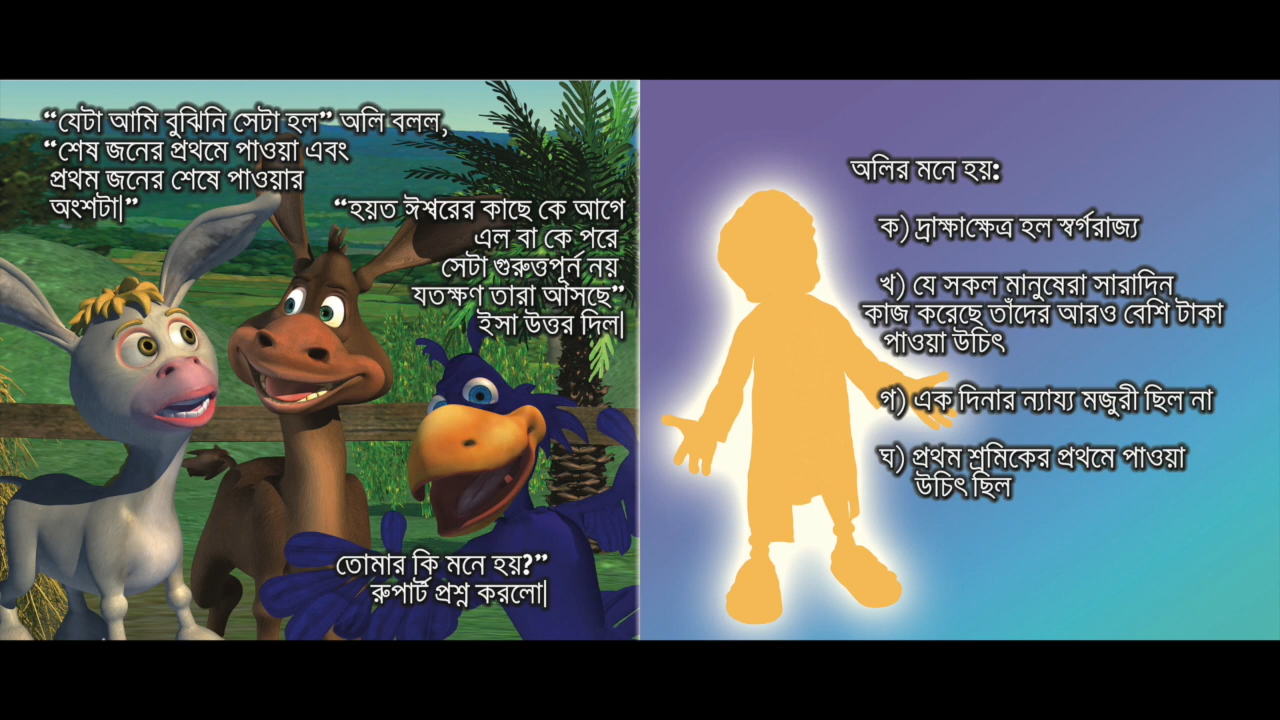 “যেটা আমি বুঝিনি সেটা হল” অলি বলল,
“শেষ জনের প্রথমে পাওয়া এবং
প্রথম জনের শেষে পাওয়ার
অংশটা|”
“হয়ত ঈশ্বরের কাছে কে আগে
এল বা কে পরে
সেটা গুরুত্তপূর্ন নয়
যতক্ষণ তারা আসছে”
ইসা উত্তর দিল|
তোমার কি মনে হয়?”
রুপার্ট প্রশ্ন করলো|
অলির মনে হয়:
ক) দ্রাক্ষাক্ষেত্র হল স্বর্গরাজ্য
খ) যে সকল মানুষেরা সারাদিন
কাজ করেছে তাঁদের আরও বেশি টাকা
পাওয়া উচিৎ
গ) এক দিনার ন্যায্য মজুরী ছিল না
ঘ) প্রথম শ্রমিকের প্রথমে পাওয়া
উচিৎ ছিল